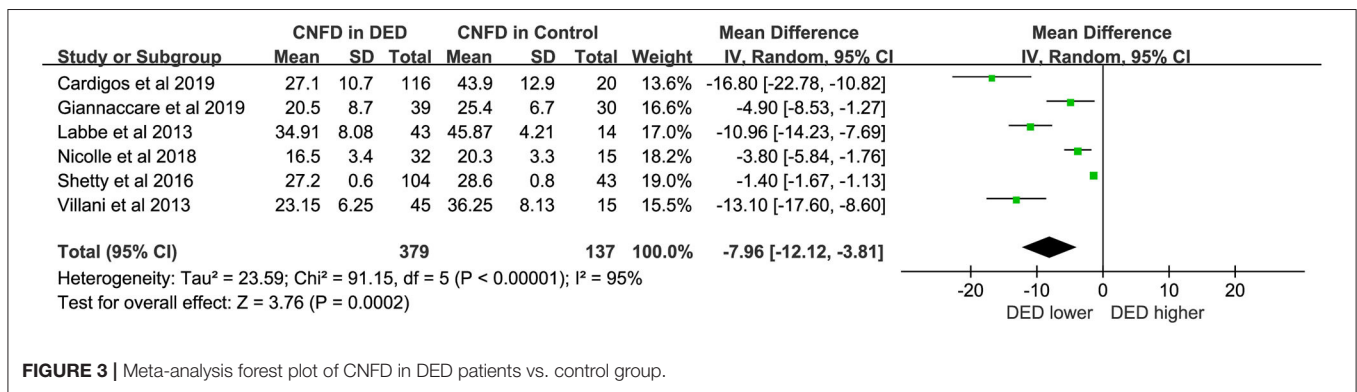 CNFD in DED CNFD in Control Mean Difference Mean Difference
Study or Subgroup Mean SD Total Mean SD Total Weight IV, Random, 95% CI IV, Random, 95% CI
Cardigos et al 2019 27.1 10.7 116 43.9 12.9 20 13.6% -16.80 [-22.78, -10.82]
Giannaccare et al 2019 20.5 8.7 39 25.4 6.7 30 16.6% -4.90 [-8.53, -1.27]
Labbe et al 2013 34.91 8.08 43 45.87 4.21 14 17.0% -10.96 [-14.23, -7.69]
Nicolle et al 2018 16.5 3.4 32 20.3 3.3 15 18.2% -3.80 [-5.84, -1.76]
Shetty et al 2016 27.2 0.6 104 28.6 0.8 43 19.0% -1.40 [-1.67, -1.13]
Villani et al 2013 23.15 6.25 45 36.25 8.13 15 15.5% -13.10 [-17.60, -8.60]
Total (95% CI) 379 137 100.0% -7.96 [-12.12, -3.81]
Heterogeneity: Tau² = 23.59; Chi² = 91.15, df = 5 (P < 0.00001); I² = 95%
Test for overall effect: Z = 3.76 (P = 0.0002)
-20 -10 0 10 20
DED lower DED higher
FIGURE 3 | Meta-analysis forest plot of CNFD in DED patients vs. control group.